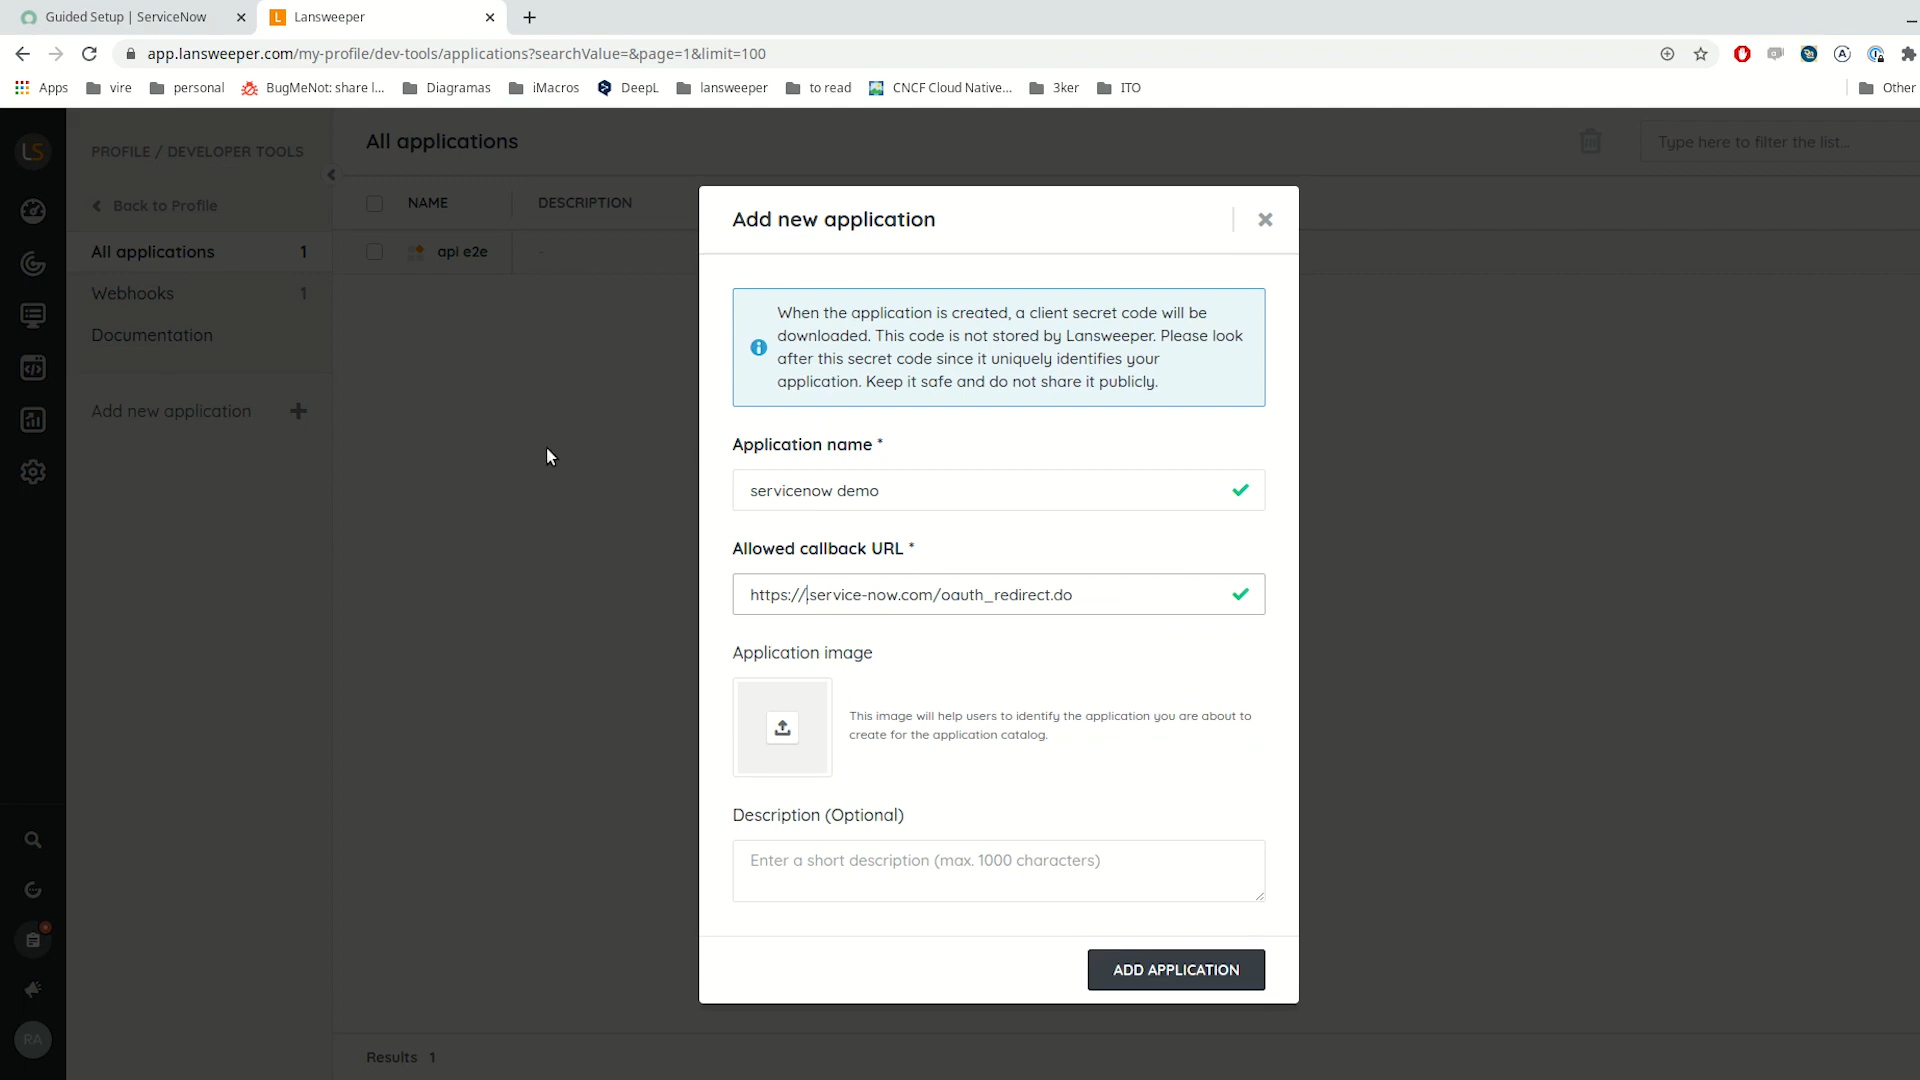 Guided Setup | ServiceNow
Lansweeper
app.lansweeper.com/my-profile/dev-tools/applications?searchValue=&page=1&limit=100
Apps
vire
personal
BugMeNot: share l...
Diagramas
iMacros
DeepL
lansweeper
to read
CNCF Cloud Native...
3ker
ITO
Other
LS
PROFILE / DEVELOPER TOOLS
Back to Profile
All applications 1
Webhooks 1
Documentation
Add new application
All applications
Type here to filter the list...
NAME
DESCRIPTION
api e2e
-
Add new application
When the application is created, a client secret code will be
downloaded. This code is not stored by Lansweeper. Please look
after this secret code since it uniquely identifies your
application. Keep it safe and do not share it publicly.
Application name *
servicenow demo
Allowed callback URL *
https://.service-now.com/oauth_redirect.do
Application image
This image will help users to identify the application you are about to
create for the application catalog.
Description (Optional)
Enter a short description (max. 1000 characters)
ADD APPLICATION
RA
Results 1